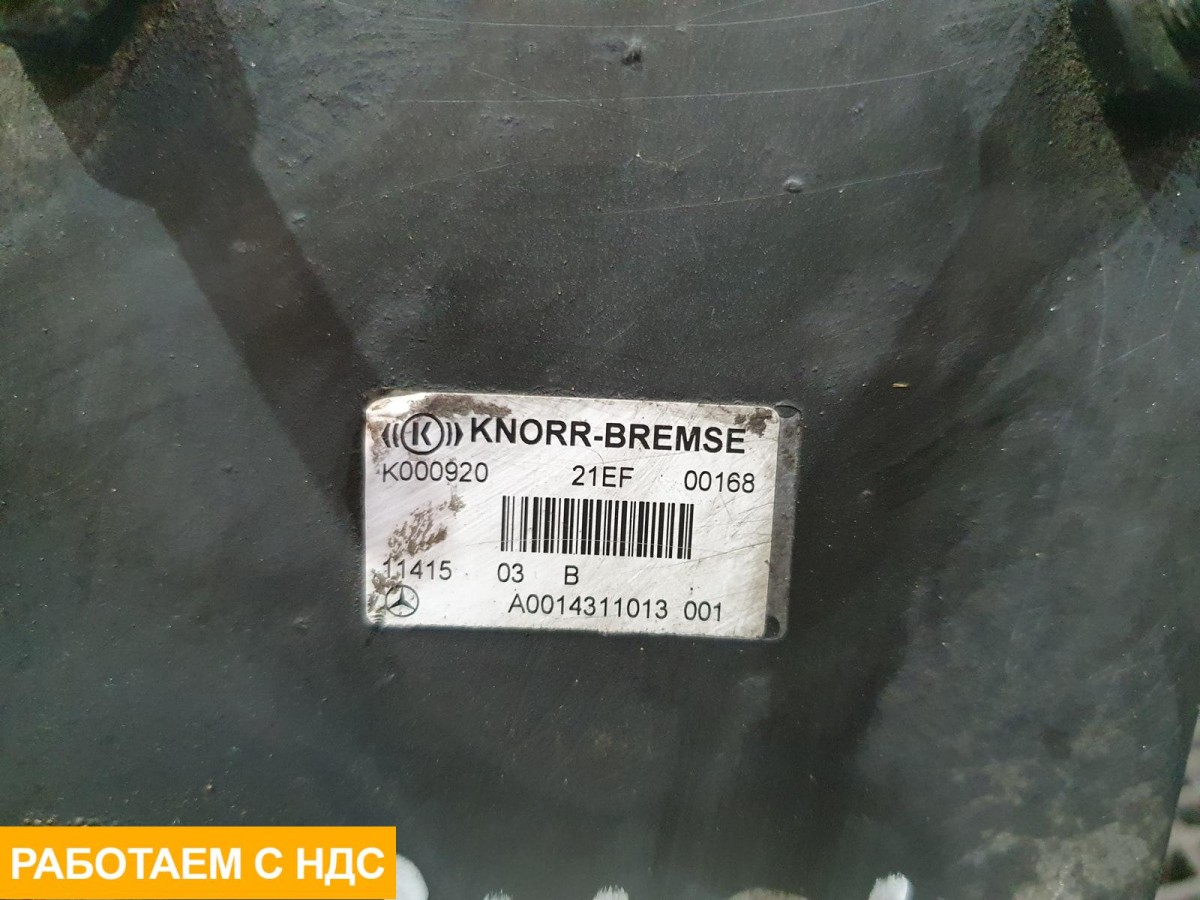 KNORR-BREMSE
K000920 21EF 00168
11415 03 B
A0014311013 001
РАБОТАЕМ С НДС